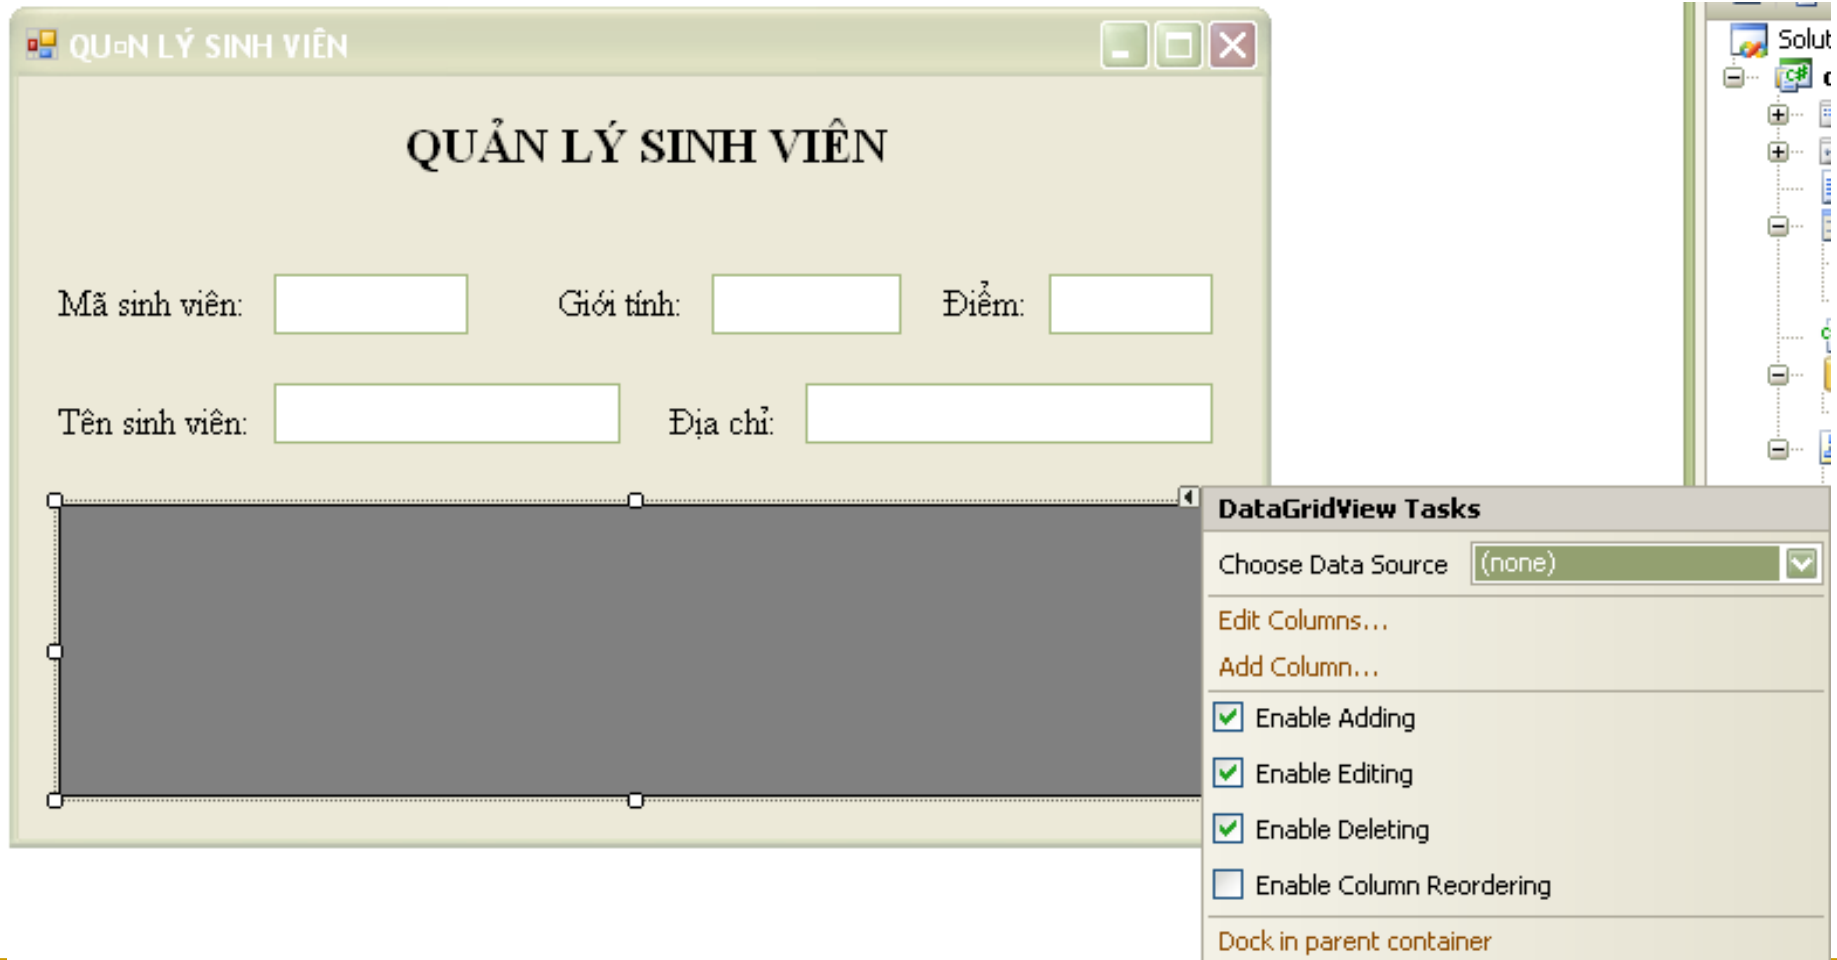 QU¤N LÝ SINH VIÊN
QUẢN LÝ SINH VIÊN
Mã sinh viên: Giới tính: Điểm:
Tên sinh viên: Địa chỉ:
Solut
C#
DataGridView Tasks
Choose Data Source (none)
Edit Columns...
Add Column...
Enable Adding
Enable Editing
Enable Deleting
Enable Column Reordering
Dock in parent container